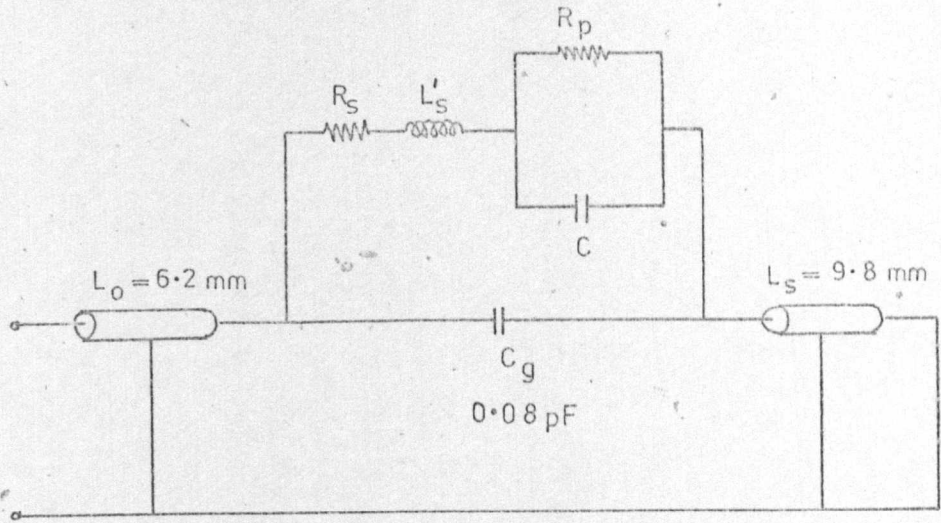 R_p
R_s
L'_s
C
L_o = 6·2 mm
L_s = 9·8 mm
C_g
0·08 pF